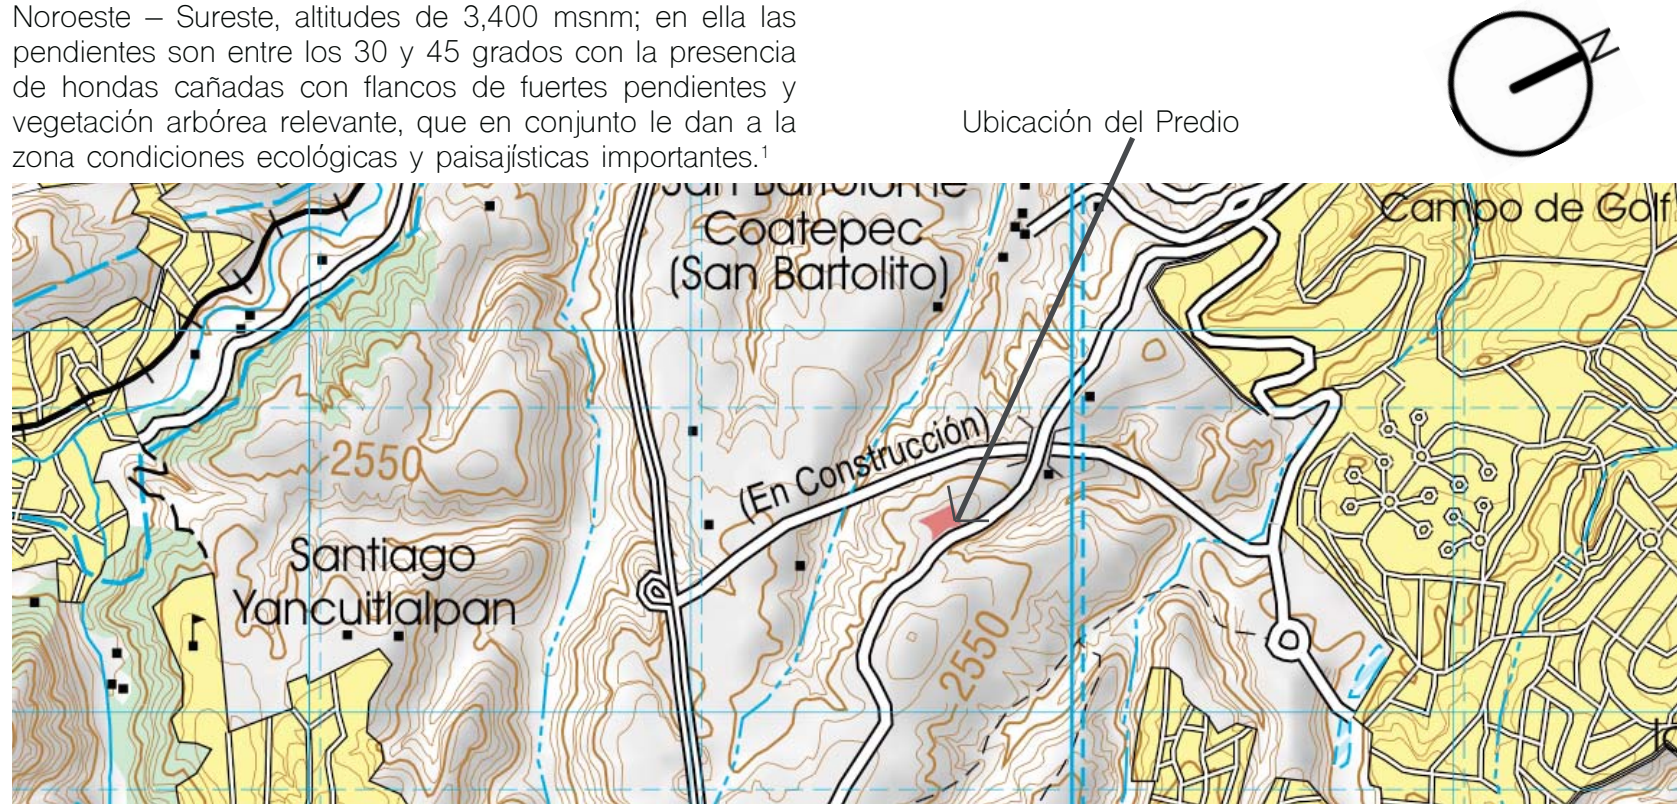 Noroeste – Sureste, altitudes de 3,400 msnm; en ella las
pendientes son entre los 30 y 45 grados con la presencia
de hondas cañadas con flancos de fuertes pendientes y
vegetación arbórea relevante, que en conjunto le dan a la
zona condiciones ecológicas y paisajísticas importantes.¹
Ubicación del Predio
N
San Bartolomé
Coatepec
(San Bartolito)
Campo de Golf
(En Construcción)
2550
Santiago
Yancuitlalpan
2550